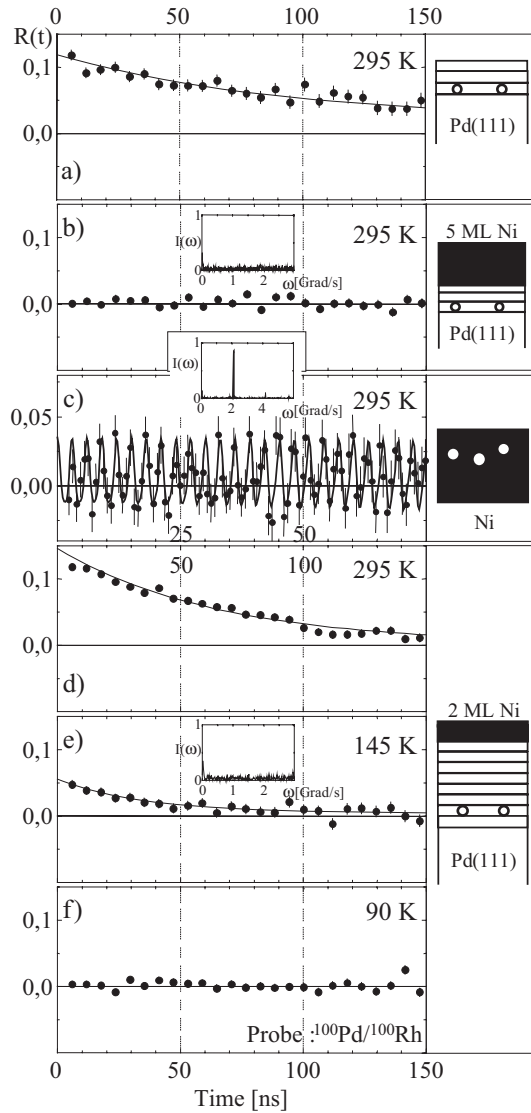 R(t)
0 50 100 150
0,1
0,0
295 K
a)
Pd(111)
b)
0,1
0,0
295 K
1
I(ω)
0
0 1 2
ω[Grad/s]
5 ML Ni
Pd(111)
c)
0,05
0,00
295 K
1
I(ω)
0
0 2 4 6
ω[Grad/s]
25 50
Ni
50 100
0,1
0,0
295 K
d)
e)
0,1
0,0
145 K
1
I(ω)
0
0 1 2
ω[Grad/s]
2 ML Ni
Pd(111)
f)
0,1
0,0
90 K
Probe :¹⁰⁰Pd/¹⁰⁰Rh
0 50 100 150
Time [ns]